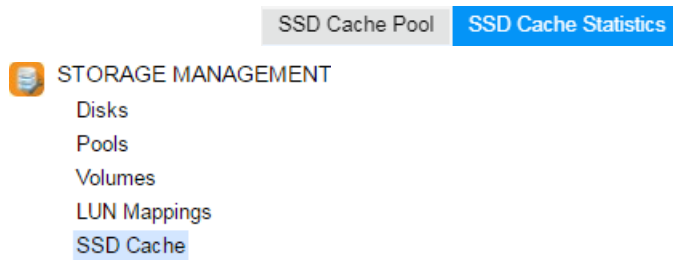 SSD Cache Pool SSD Cache Statistics
STORAGE MANAGEMENT
Disks
Pools
Volumes
LUN Mappings
SSD Cache